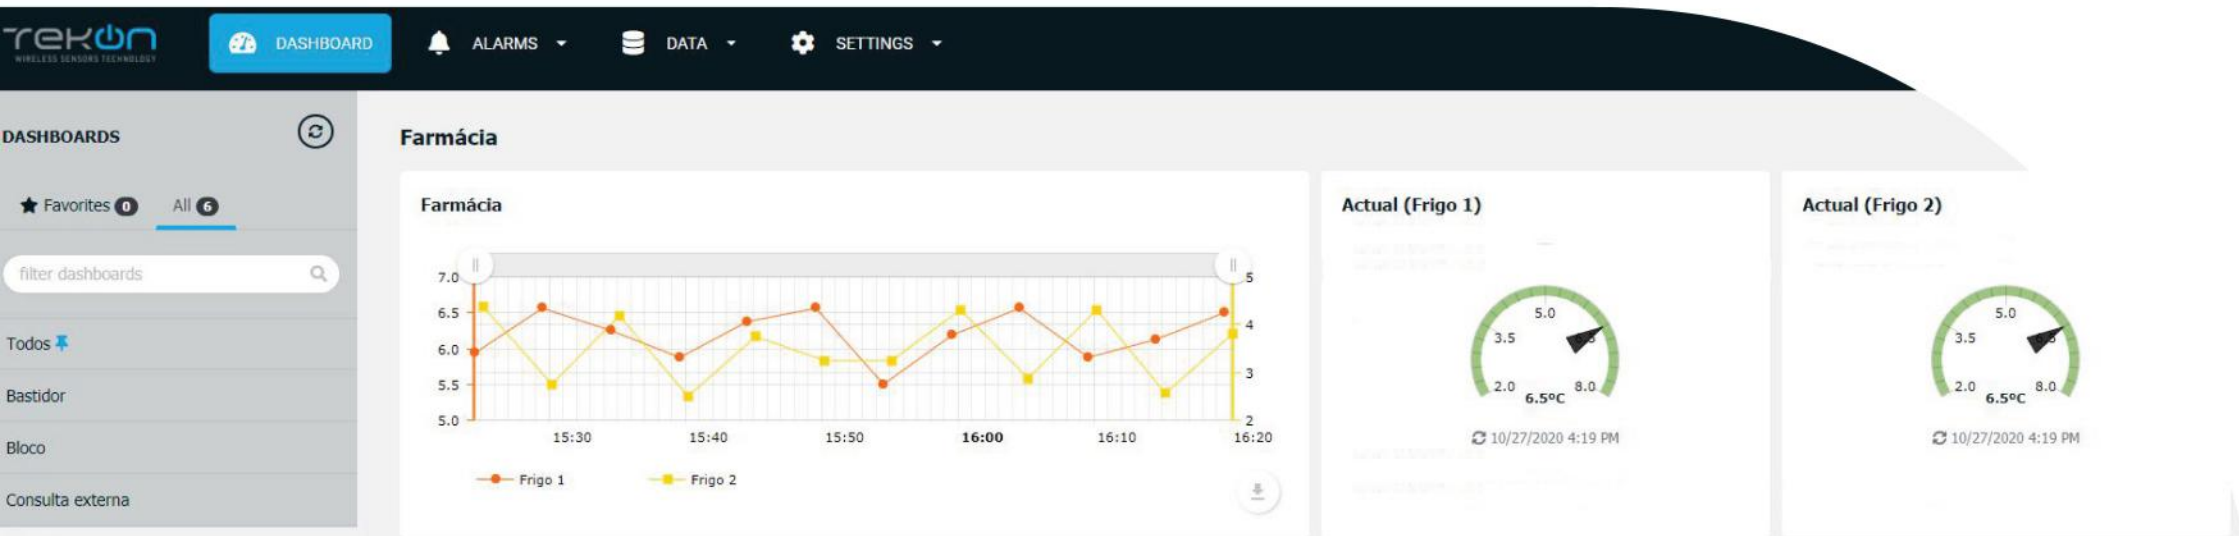 TEKON
WIRELESS SENSORS TECHNOLOGY
DASHBOARD
ALARMS
DATA
SETTINGS
DASHBOARDS
Favorites 0
All 6
filter dashboards
Todos
Bastidor
Bloco
Consulta externa
Farmácia
Farmácia
7.0
6.5
6.0
5.5
5.0
5
4
3
2
15:30 15:40 15:50 16:00 16:10 16:20
Frigo 1 Frigo 2
Actual (Frigo 1)
5.0
3.5
2.0 8.0
6.5ºC
10/27/2020 4:19 PM
Actual (Frigo 2)
5.0
3.5
2.0 8.0
6.5ºC
10/27/2020 4:19 PM